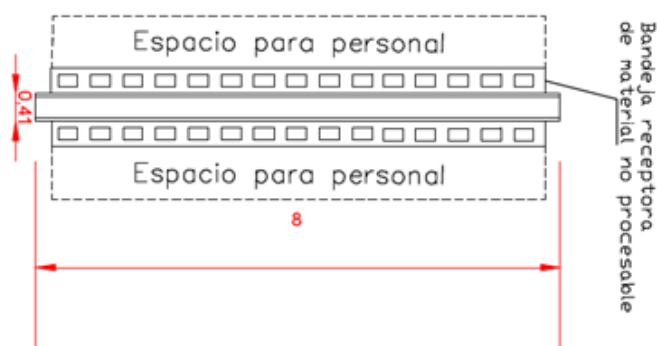 Espacio para personal
0,41
Espacio para personal
8
Bandeja receptora
de material no procesable